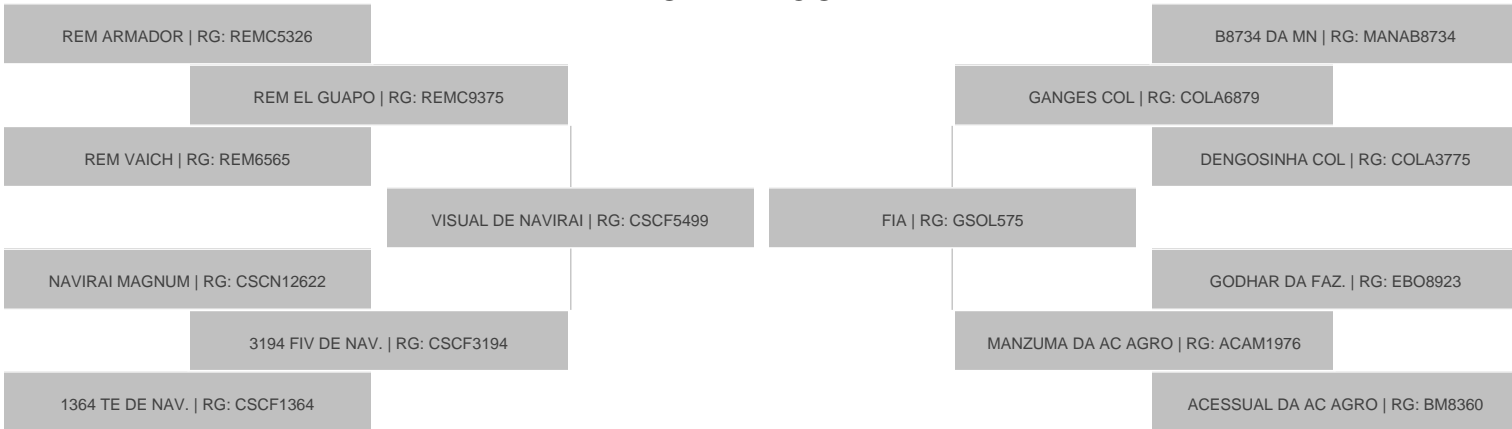 REM ARMADOR | RG: REMC5326
B8734 DA MN | RG: MANAB8734
REM EL GUAPO | RG: REMC9375
GANGES COL | RG: COLA6879
REM VAICH | RG: REM6565
DENGOSINHA COL | RG: COLA3775
VISUAL DE NAVIRAI | RG: CSCF5499
FIA | RG: GSOL575
NAVIRAI MAGNUM | RG: CSCN12622
GODHAR DA FAZ. | RG: EBO8923
3194 FIV DE NAV. | RG: CSCF3194
MANZUMA DA AC AGRO | RG: ACAM1976
1364 TE DE NAV. | RG: CSCF1364
ACESSUAL DA AC AGRO | RG: BM8360